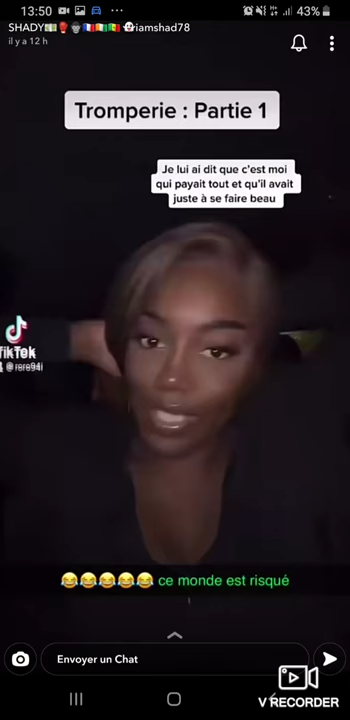 13:50
43%
SHADY💵🥊🦍🇫🇷🇲🇱🇸🇳👻iamshad78
il y a 12 h
Tromperie : Partie 1
Je lui ai dit que c'est moi
qui payait tout et qu'il avait
juste à se faire beau
TikTok
@rere94i
😂😂😂😂😂 ce monde est risqué
Envoyer un Chat
V RECORDER